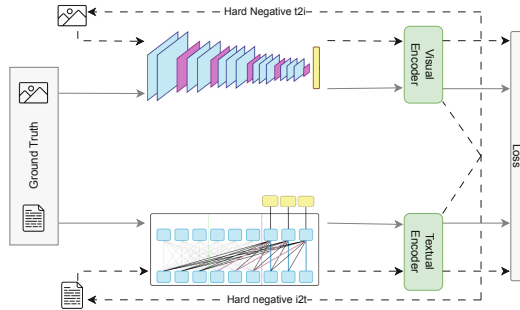 Hard Negative t2i
Ground Truth
Visual
Encoder
Loss
Textual
Encoder
Hard negative i2t